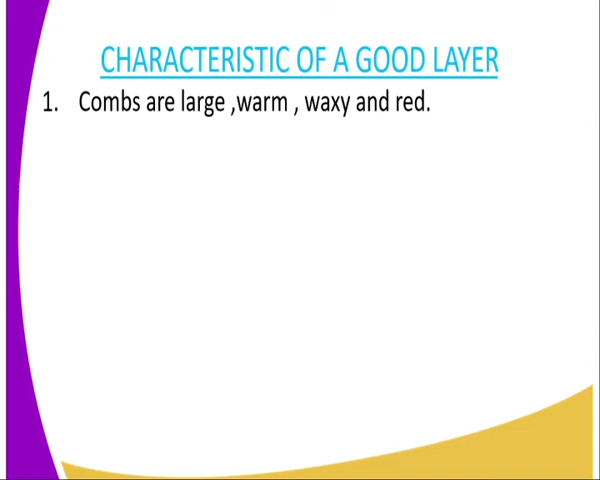 CHARACTERISTIC OF A GOOD LAYER
1. Combs are large ,warm , waxy and red.